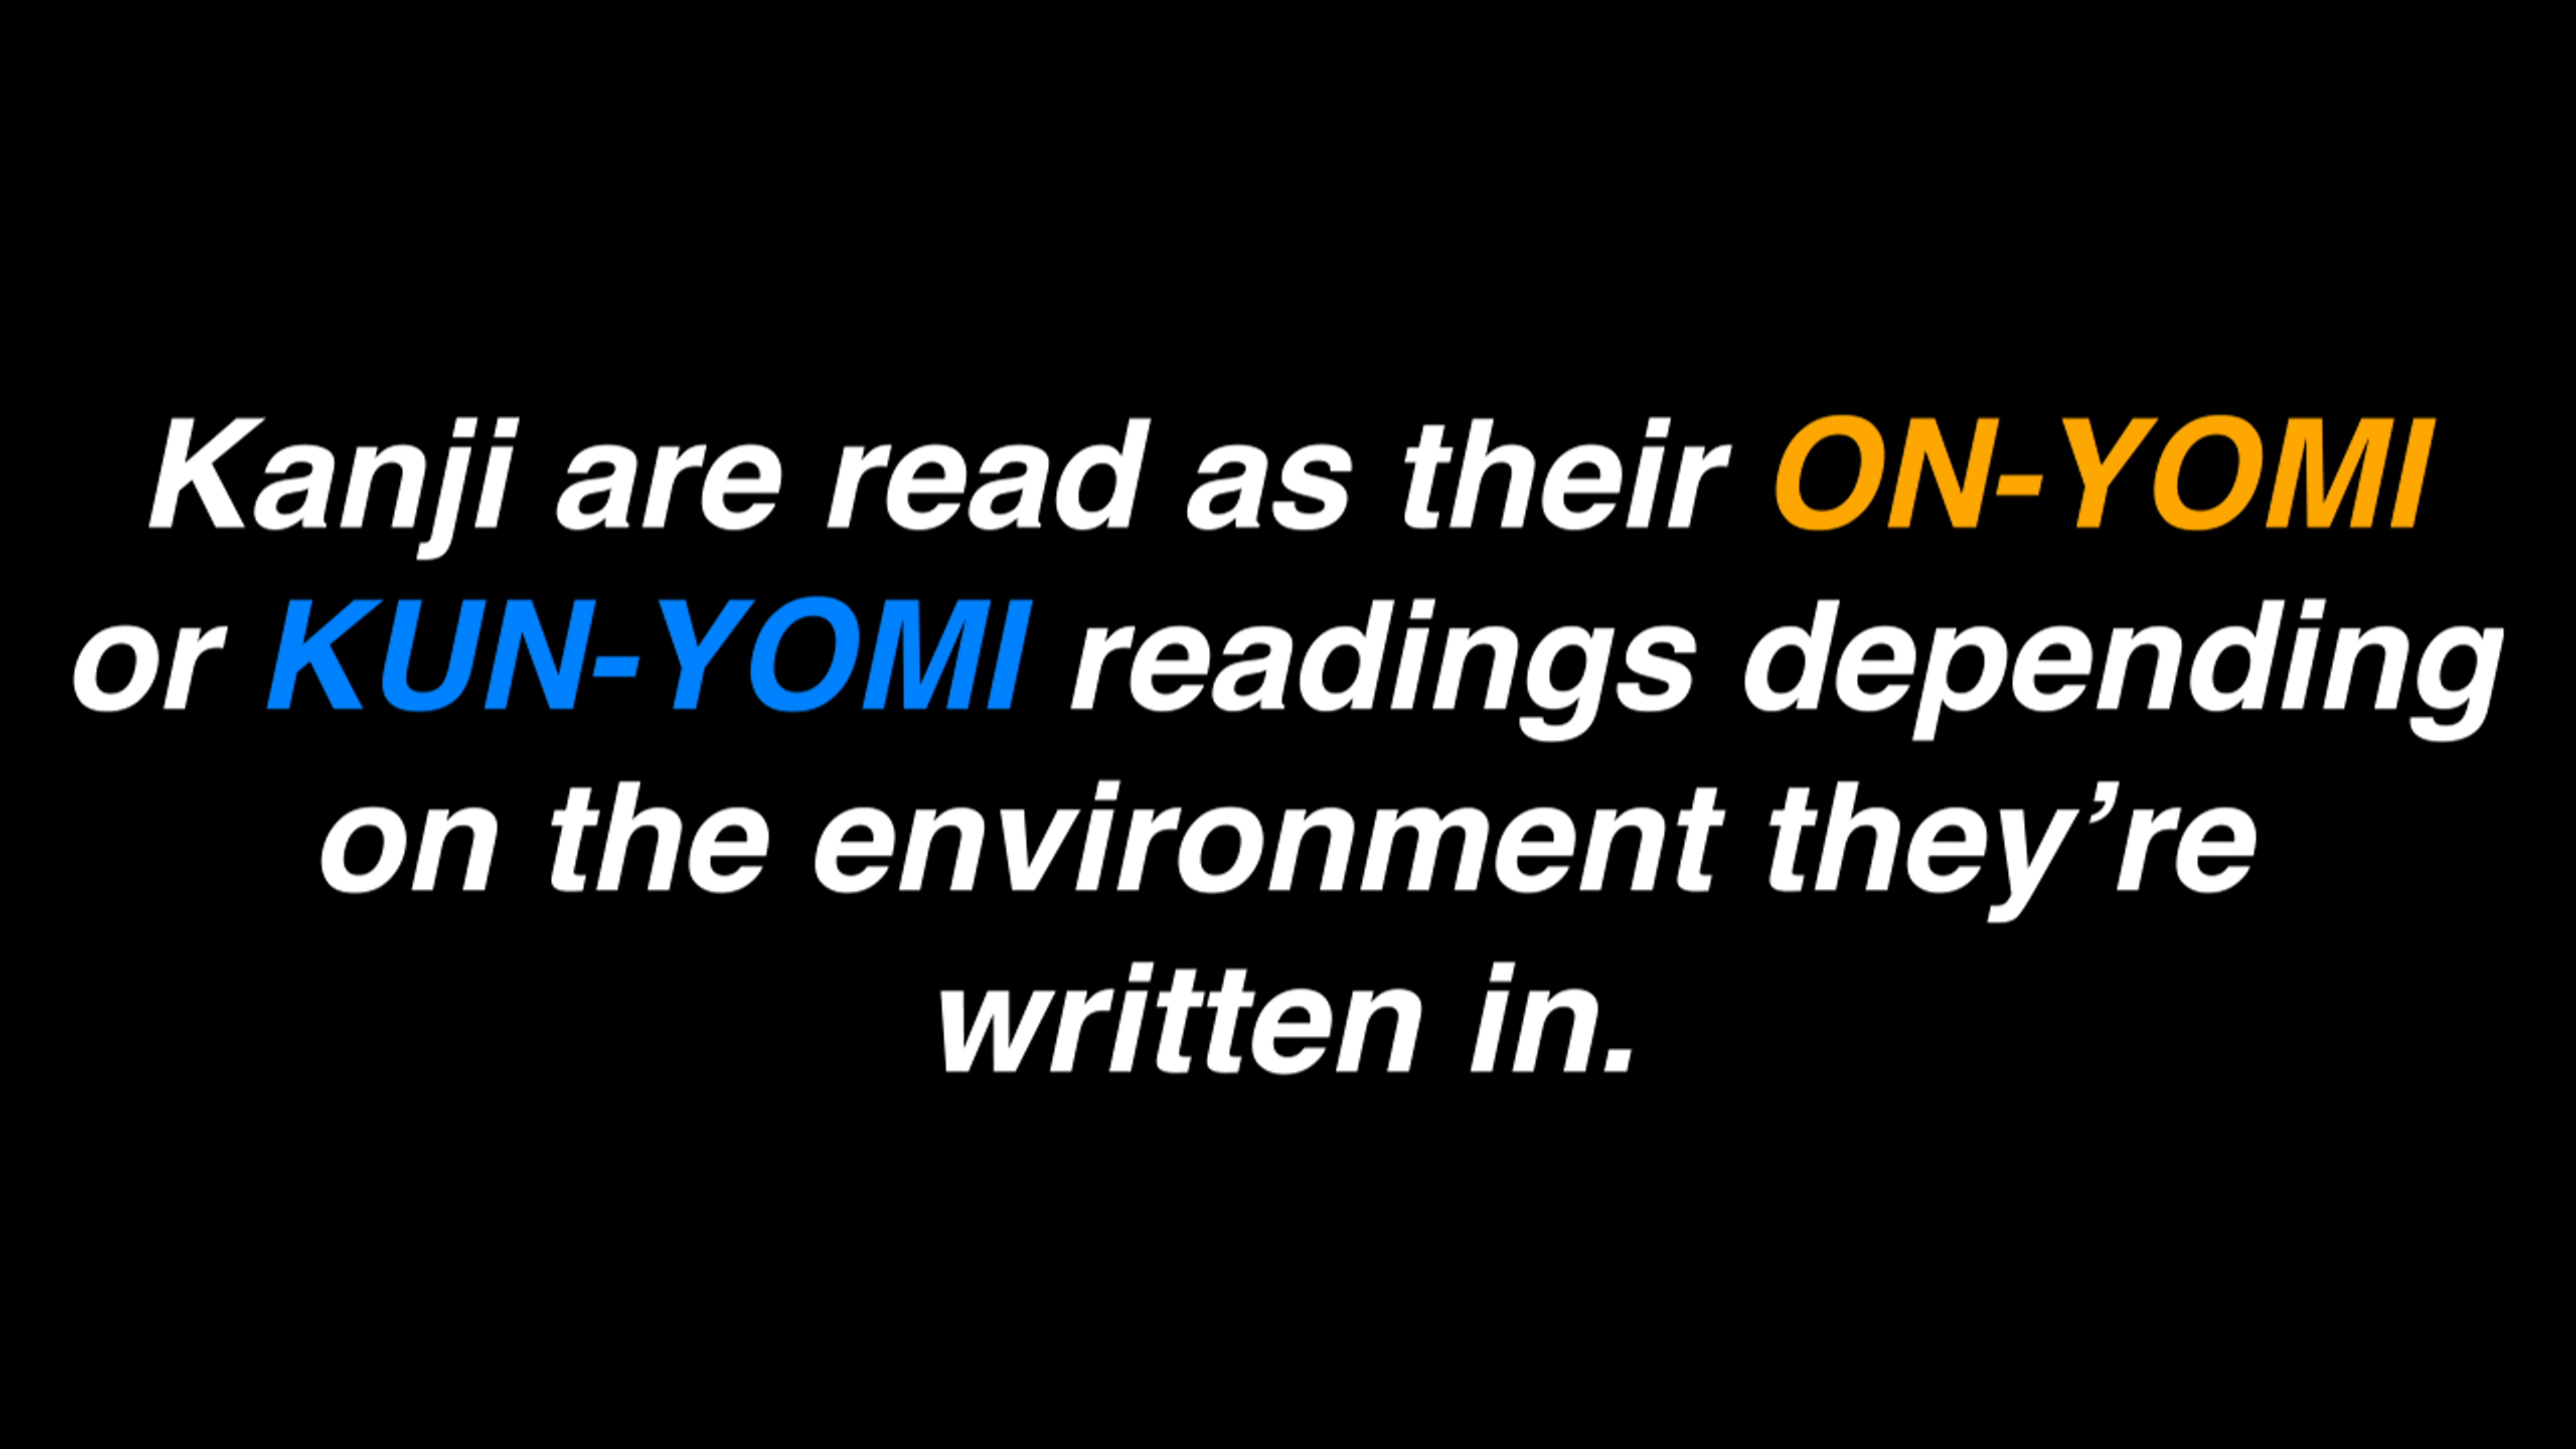 Kanji are read as their ON-YOMI
or KUN-YOMI readings depending
on the environment they’re
written in.